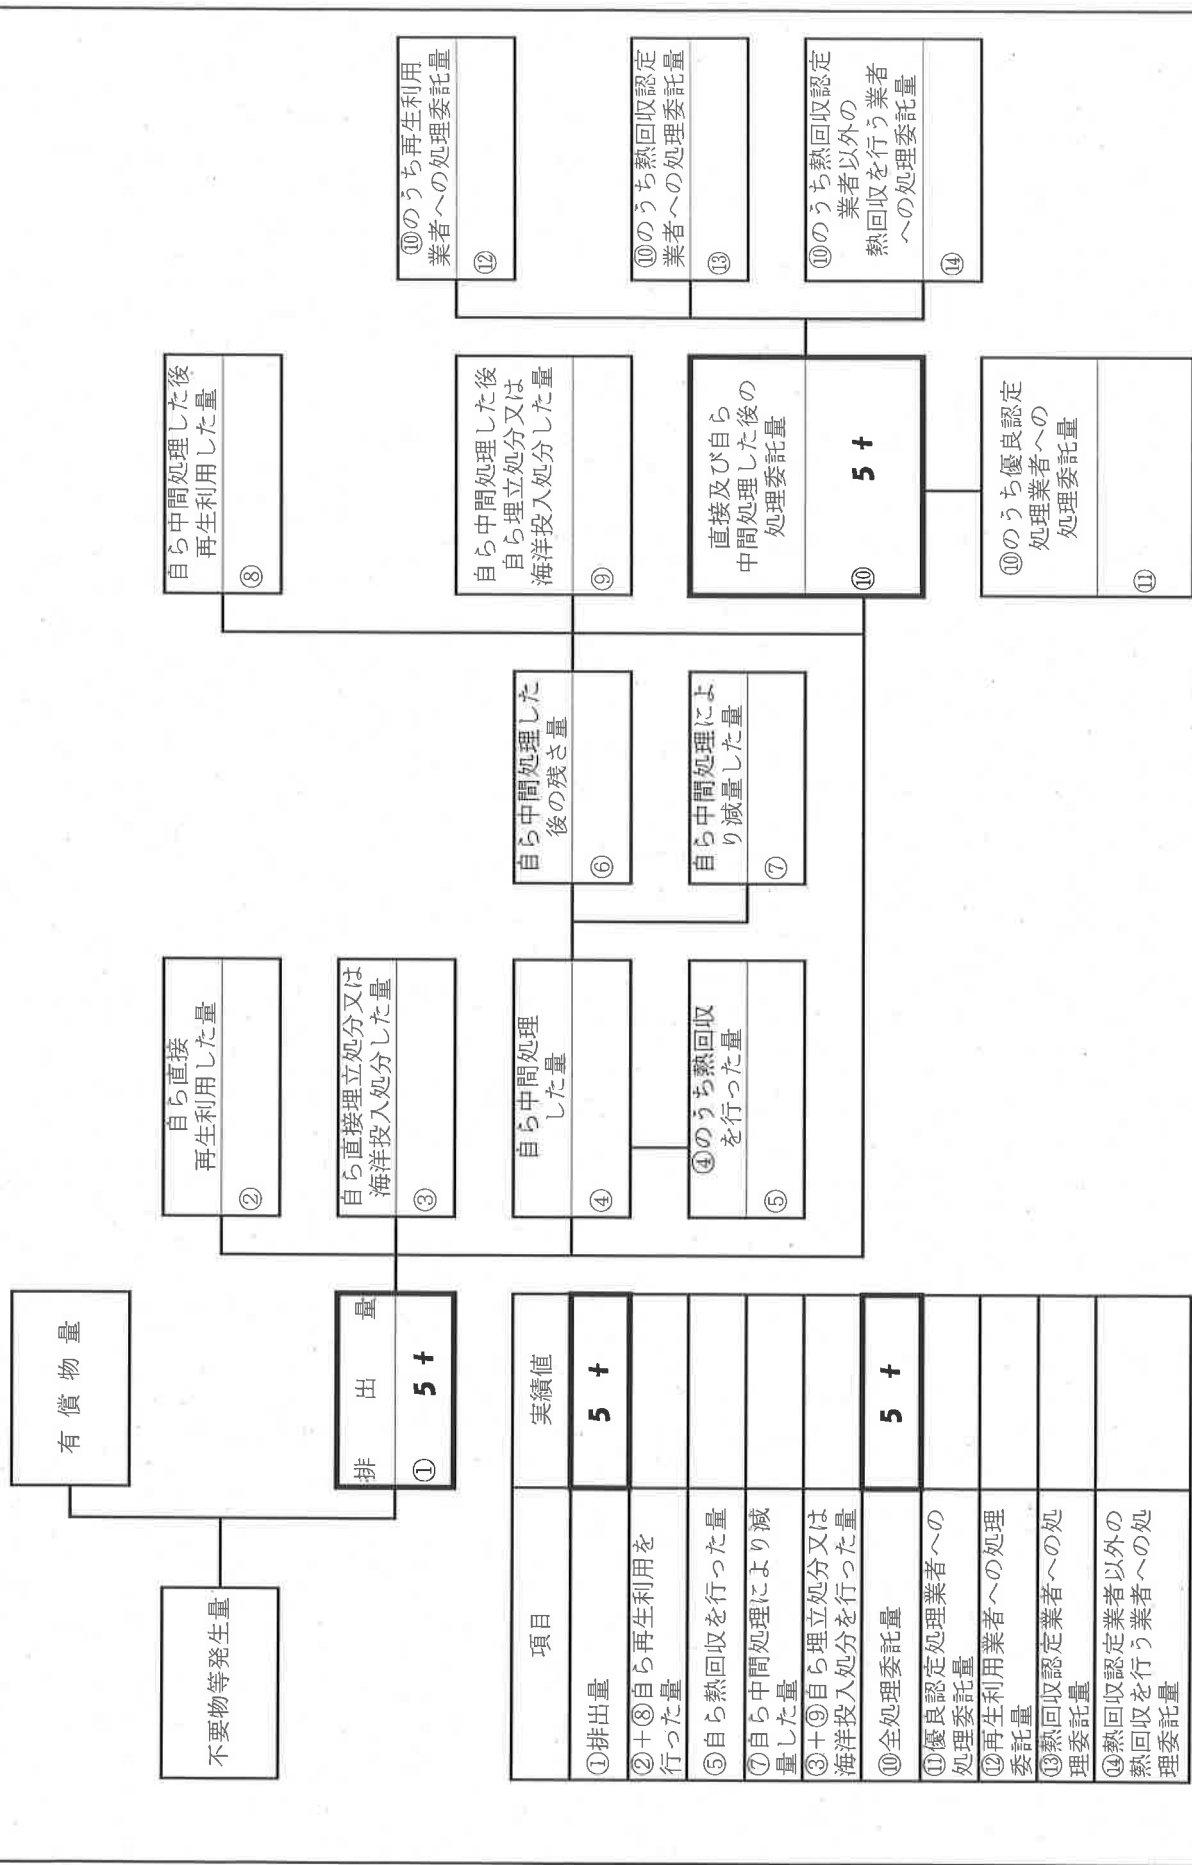 不要物等発生量
有償物量
排出量
① 5 t
自ら直接
再生利用した量
②
自ら直接埋立処分又は
海洋投入処分した量
③
自ら中間処理
した量
④
④のうち熱回収
を行った量
⑤
自ら中間処理した
後の残さ量
⑥
自ら中間処理によ
り減量した量
⑦
自ら中間処理した後
再生利用した量
⑧
自ら中間処理した後
自ら埋立処分又は
海洋投入処分した量
⑨
直接及び自ら
中間処理した後の
処理委託量
⑩ 5 t
⑩のうち優良認定
処理業者への
処理委託量
⑪
⑩のうち再生利用
業者への処理委託量
⑫
⑩のうち熱回収認定
業者への処理委託量
⑬
⑩のうち熱回収認定
業者以外の
熱回収を行う業者
への処理委託量
⑭
項目 実績値
①排出量 5 t
②+⑧自ら再生利用を
行った量
⑤自ら熱回収を行った量
⑦自ら中間処理により減
量した量
③+⑨自ら埋立処分又は
海洋投入処分を行った量
⑩全処理委託量 5 t
⑪優良認定処理業者への
処理委託量
⑫再生利用業者への処理
委託量
⑬熱回収認定業者への処
理委託量
⑭熱回収認定業者以外の
熱回収を行う業者への処
理委託量